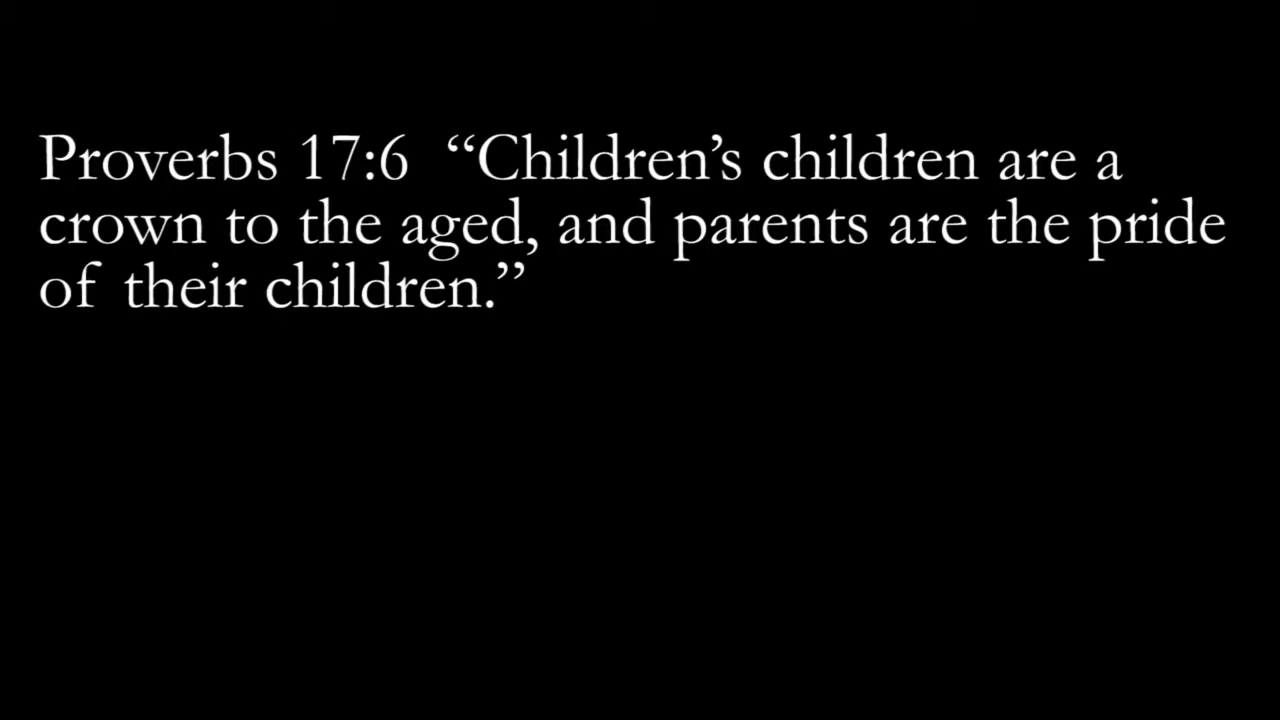 Proverbs 17:6  “Children’s children are a
crown to the aged, and parents are the pride
of their children.”